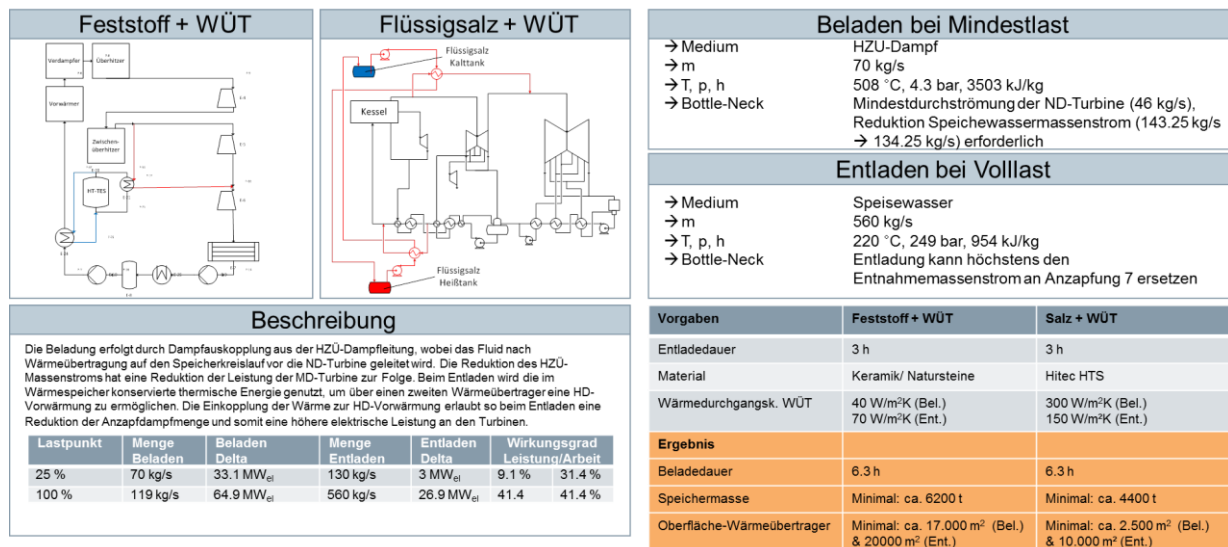 Feststoff + WÜT
Verdampfer
Überhitzer
Vorwärmer
Zwischen-
überhitzer
HT-TES
Flüssigsalz + WÜT
Flüssigsalz
Kalttank
Kessel
Flüssigsalz
Heißtank
Beladen bei Mindestlast
→ Medium HZU-Dampf
→ m 70 kg/s
→ T, p, h 508 °C, 4.3 bar, 3503 kJ/kg
→ Bottle-Neck Mindestdurchströmung der ND-Turbine (46 kg/s),
Reduktion Speichewassermassenstrom (143.25 kg/s
→ 134.25 kg/s) erforderlich
Entladen bei Volllast
→ Medium Speisewasser
→ m 560 kg/s
→ T, p, h 220 °C, 249 bar, 954 kJ/kg
→ Bottle-Neck Entladung kann höchstens den
Entnahmemassenstrom an Anzapfung 7 ersetzen
Beschreibung
Die Beladung erfolgt durch Dampfauskopplung aus der HZÜ-Dampfleitung, wobei das Fluid nach
Wärmeübertragung auf den Speicherkreislauf vor die ND-Turbine geleitet wird. Die Reduktion des HZÜ-
Massenstroms hat eine Reduktion der Leistung der MD-Turbine zur Folge. Beim Entladen wird die im
Wärmespeicher konservierte thermische Energie genutzt, um über einen zweiten Wärmeübertrager eine HD-
Vorwärmung zu ermöglichen. Die Einkopplung der Wärme zur HD-Vorwärmung erlaubt so beim Entladen eine
Reduktion der Anzapfdampfmenge und somit eine höhere elektrische Leistung an den Turbinen.
Lastpunkt Menge Beladen Menge Entladen Wirkungsgrad
Beladen Delta Entladen Delta Leistung/Arbeit
25 % 70 kg/s 33.1 MWel 130 kg/s 3 MWel 9.1 % 31.4 %
100 % 119 kg/s 64.9 MWel 560 kg/s 26.9 MWel 41.4 41.4 %
Vorgaben Feststoff + WÜT Salz + WÜT
Entladedauer 3 h 3 h
Material Keramik/ Natursteine Hitec HTS
Wärmedurchgangsk. WÜT 40 W/m²K (Bel.) 300 W/m²K (Bel.)
70 W/m²K (Ent.) 150 W/m²K (Ent.)
Ergebnis
Beladedauer 6.3 h 6.3 h
Speichermasse Minimal: ca. 6200 t Minimal: ca. 4400 t
Oberfläche-Wärmeübertrager Minimal: ca. 17.000 m² (Bel.) Minimal: ca. 2.500 m² (Bel.)
& 20000 m² (Ent.) & 10.000 m² (Ent.)